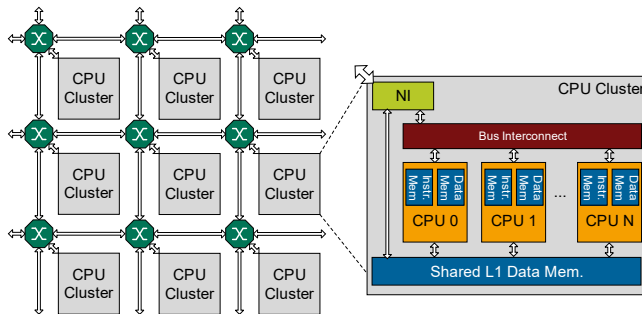 CPU
Cluster
CPU
Cluster
CPU
Cluster
CPU
Cluster
CPU
Cluster
CPU
Cluster
CPU
Cluster
CPU
Cluster
CPU
Cluster
CPU Cluster
NI
Bus Interconnect
Instr.
Mem
Data
Mem
CPU 0
Instr.
Mem
Data
Mem
CPU 1
...
Instr.
Mem
Data
Mem
CPU N
Shared L1 Data Mem.